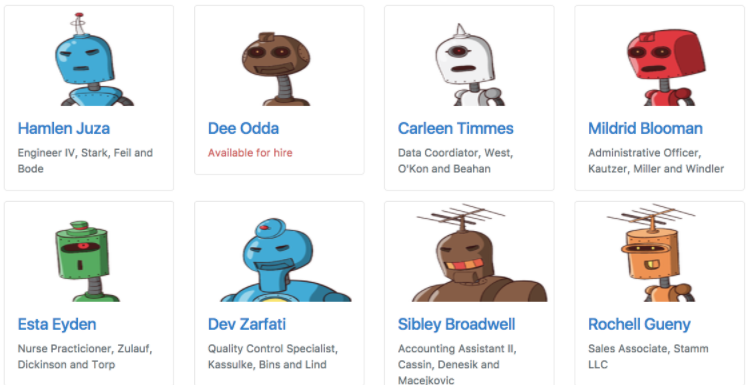 Hamlen Juza
Engineer IV, Stark, Feil and
Bode
Dee Odda
Available for hire
Carleen Timmes
Data Coordiator, West,
O'Kon and Beahan
Mildrid Blooman
Administrative Officer,
Kautzer, Miller and Windler
Esta Eyden
Nurse Practicioner, Zulauf,
Dickinson and Torp
Dev Zarfati
Quality Control Specialist,
Kassulke, Bins and Lind
Sibley Broadwell
Accounting Assistant II,
Cassin, Denesik and
Macejkovic
Rochell Gueny
Sales Associate, Stamm
LLC